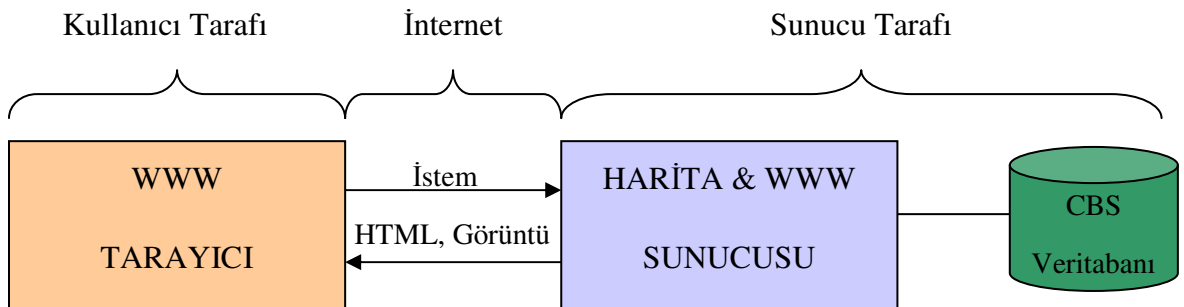 Kullanıcı Tarafı
İnternet
Sunucu Tarafı
WWW
TARAYICI
İstem
HTML, Görüntü
HARİTA & WWW
SUNUCUSU
CBS
Veritabanı